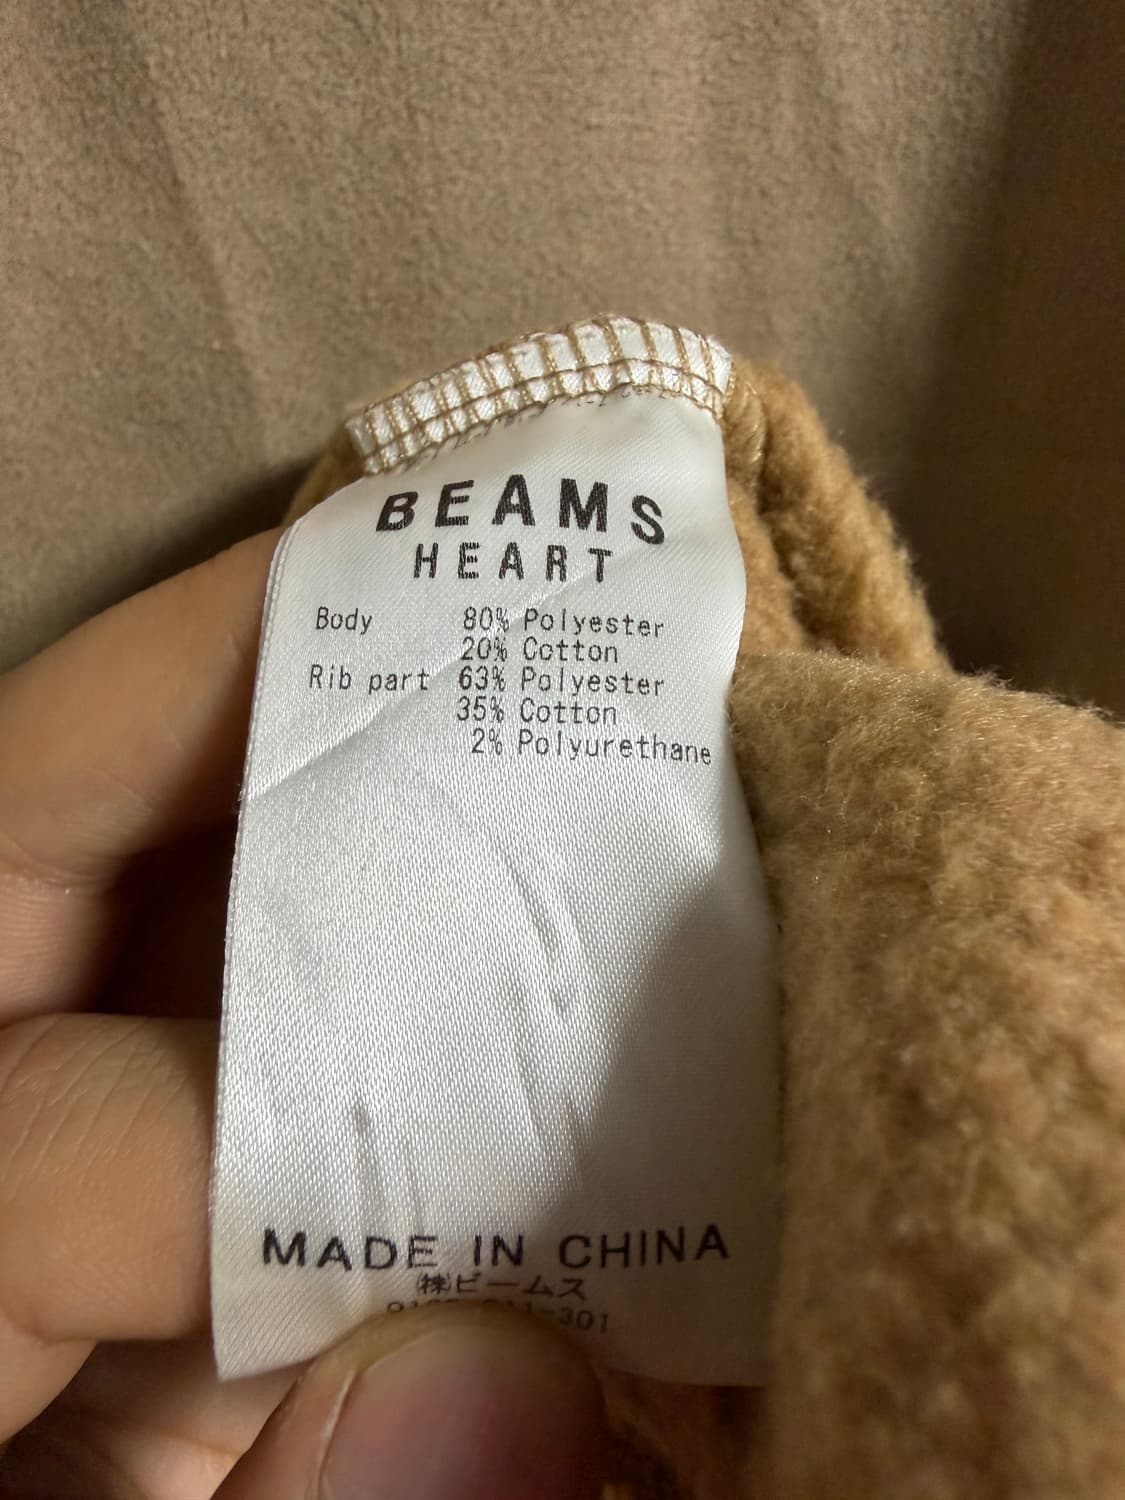 BEAMS
HEART
Body 80% Polyester
20% Cotton
Rib part 63% Polyester
35% Cotton
2% Polyurethane
MADE IN CHINA
㈱ビームス
-301